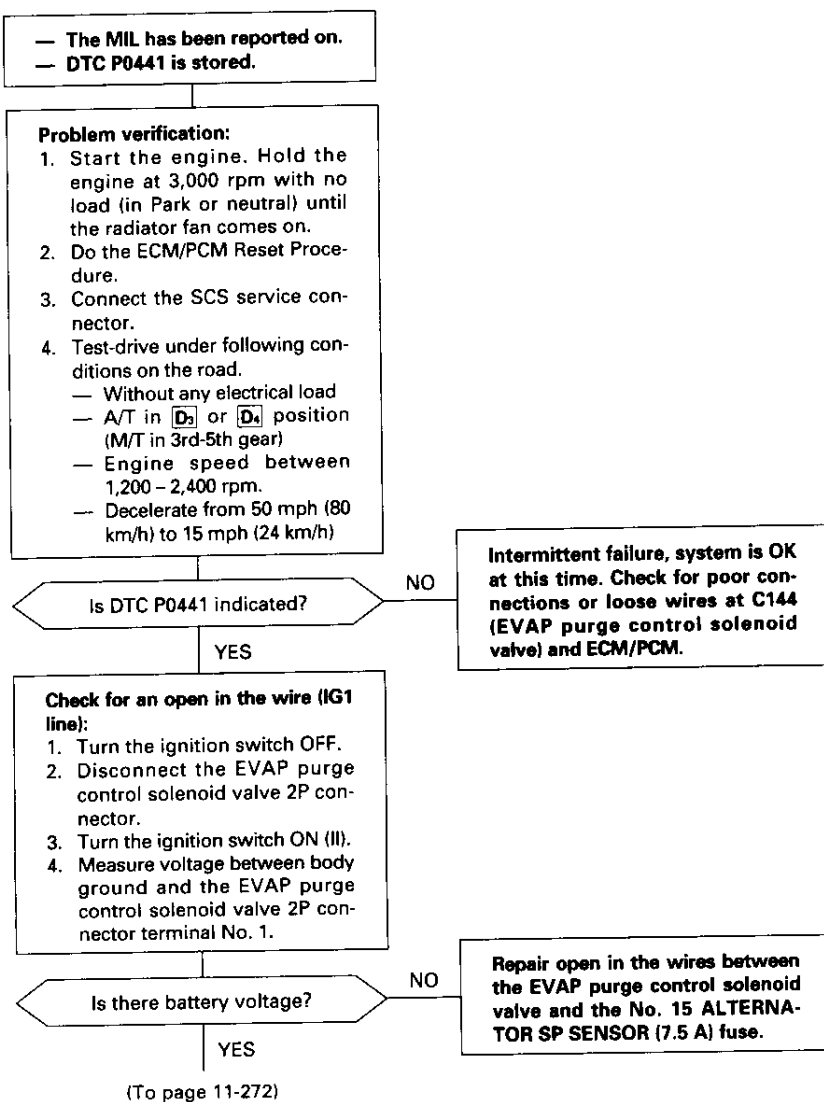 — The MIL has been reported on.
— DTC P0441 is stored.
Problem verification:
1. Start the engine. Hold the
engine at 3,000 rpm with no
load (in Park or neutral) until
the radiator fan comes on.
2. Do the ECM/PCM Reset Proce-
dure.
3. Connect the SCS service con-
nector.
4. Test-drive under following con-
ditions on the road.
— Without any electrical load
— A/T in D3 or D4 position
(M/T in 3rd-5th gear)
— Engine speed between
1,200 – 2,400 rpm.
— Decelerate from 50 mph (80
km/h) to 15 mph (24 km/h)
Is DTC P0441 indicated?
NO
Intermittent failure, system is OK
at this time. Check for poor con-
nections or loose wires at C144
(EVAP purge control solenoid
valve) and ECM/PCM.
YES
Check for an open in the wire (IG1
line):
1. Turn the ignition switch OFF.
2. Disconnect the EVAP purge
control solenoid valve 2P con-
nector.
3. Turn the ignition switch ON (II).
4. Measure voltage between body
ground and the EVAP purge
control solenoid valve 2P con-
nector terminal No. 1.
Is there battery voltage?
NO
Repair open in the wires between
the EVAP purge control solenoid
valve and the No. 15 ALTERNA-
TOR SP SENSOR (7.5 A) fuse.
YES
(To page 11-272)